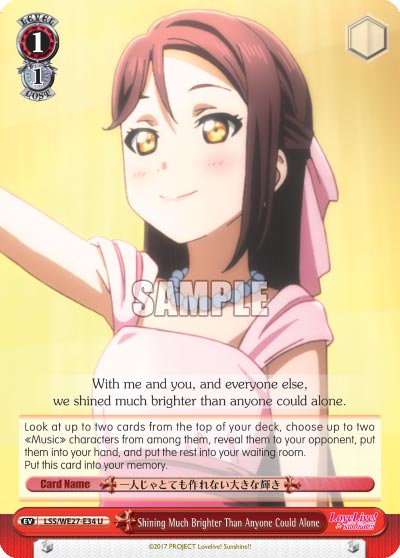 LEVEL
1
1
COST
SAMPLE
With me and you, and everyone else,
we shined much brighter than anyone could alone.
Look at up to two cards from the top of your deck, choose up to two
«Music» characters from among them, reveal them to your opponent, put
them into your hand, and put the rest into your waiting room.
Put this card into your memory.
Card Name 一人じゃとても作れない大きな輝き
EV LSS/WE27-E34 U Shining Much Brighter Than Anyone Could Alone LoveLive! Sunshine!!
©2017 PROJECT Lovelive! Sunshine!!